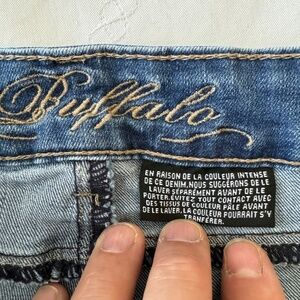 Buffalo
EN RAISON DE LA COULEUR INTENSE
DE CE DENIM, NOUS SUGGÉRONS DE LE
LAVER SÉPARÉMENT AVANT DE LE
PORTER. ÉVITEZ TOUT CONTACT AVEC
DES TISSUS DE COULEUR PÂLE AVANT
DE LE LAVER. LA COULEUR POURRAIT S'Y
TRANFÉRER.